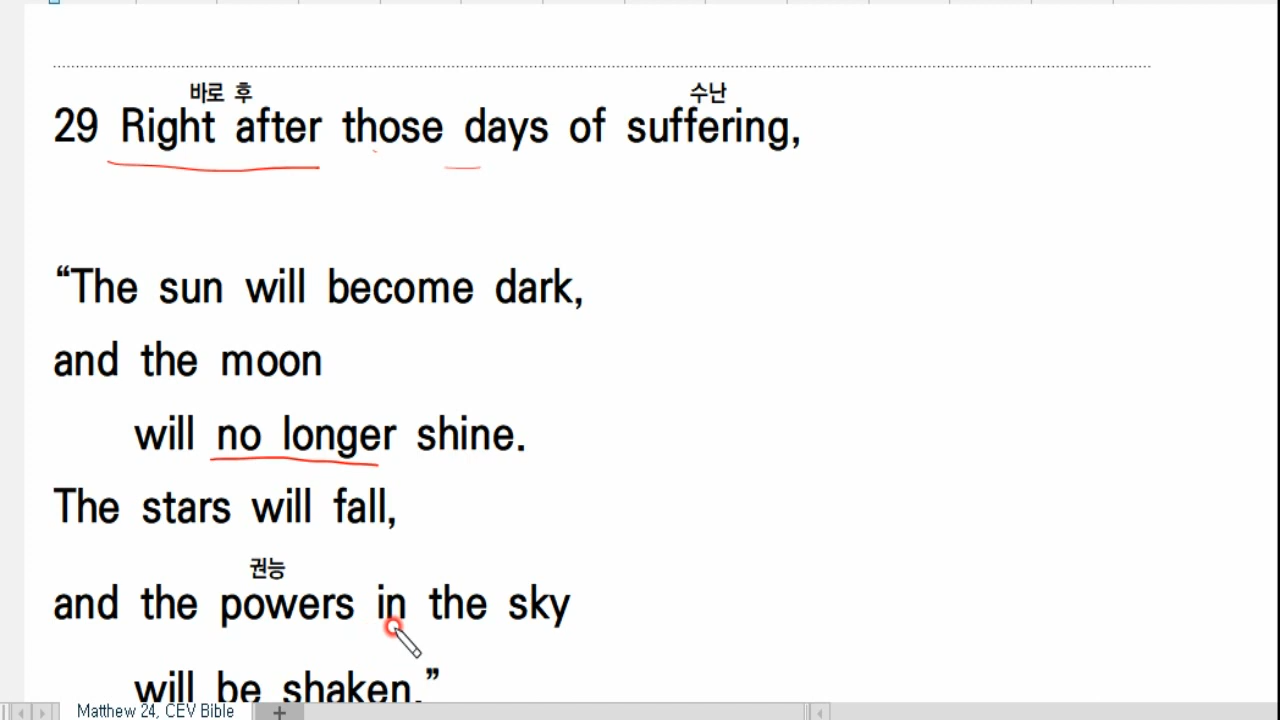 바로 후 수난
29 Right after those days of suffering,
“The sun will become dark,
and the moon
will no longer shine.
The stars will fall,
권능
and the powers in the sky
will be shaken.”
Matthew 24, CEV Bible